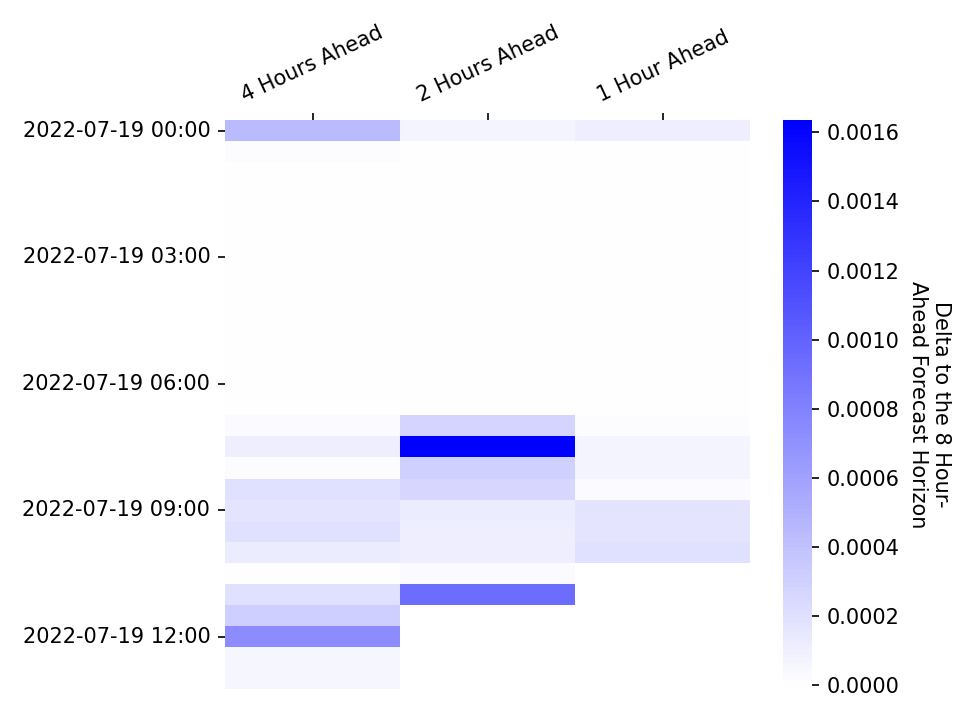 4 Hours Ahead
2 Hours Ahead
1 Hour Ahead
2022-07-19 00:00
2022-07-19 03:00
2022-07-19 06:00
2022-07-19 09:00
2022-07-19 12:00
0.0016
0.0014
0.0012
0.0010
0.0008
0.0006
0.0004
0.0002
0.0000
Delta to the 8 Hour-
Ahead Forecast Horizon